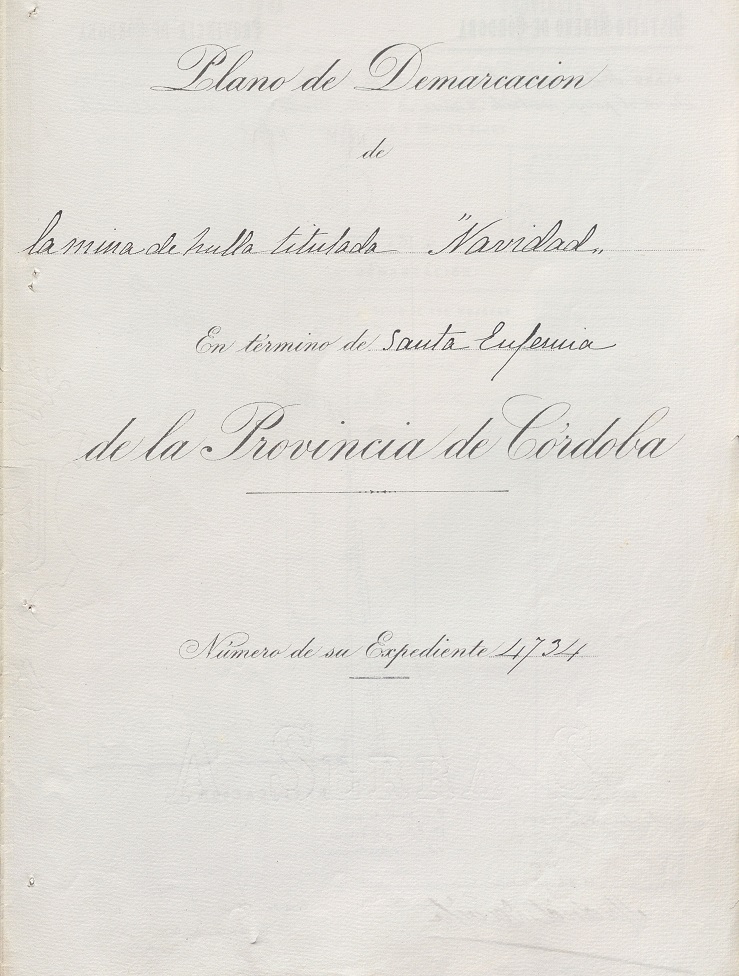 Plano de Demarcacion
de
la mina de hulla titulada "Navidad„
En término de Santa Eufemia
de la Provincia de Córdoba
Número de su Expediente 4734